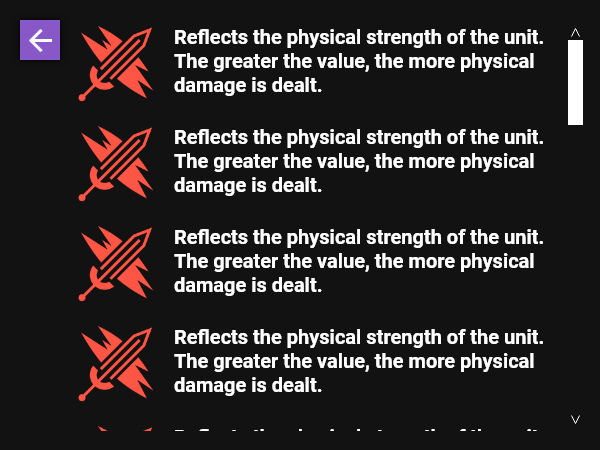 Reflects the physical strength of the unit.
The greater the value, the more physical
damage is dealt.
Reflects the physical strength of the unit.
The greater the value, the more physical
damage is dealt.
Reflects the physical strength of the unit.
The greater the value, the more physical
damage is dealt.
Reflects the physical strength of the unit.
The greater the value, the more physical
damage is dealt.